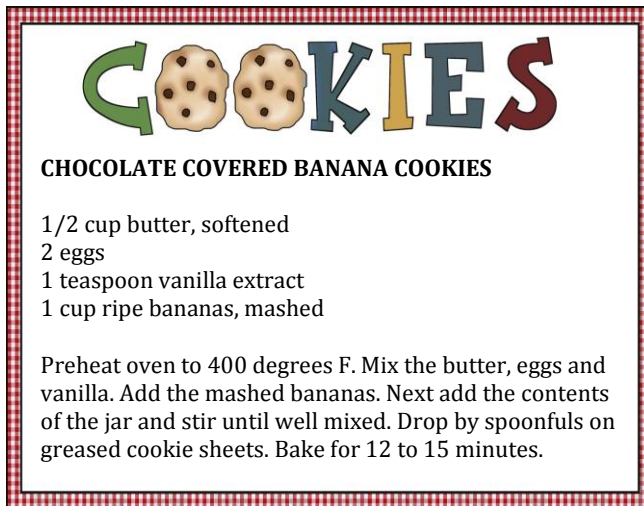 COOKIES
CHOCOLATE COVERED BANANA COOKIES
1/2 cup butter, softened
2 eggs
1 teaspoon vanilla extract
1 cup ripe bananas, mashed
Preheat oven to 400 degrees F. Mix the butter, eggs and
vanilla. Add the mashed bananas. Next add the contents
of the jar and stir until well mixed. Drop by spoonfuls on
greased cookie sheets. Bake for 12 to 15 minutes.